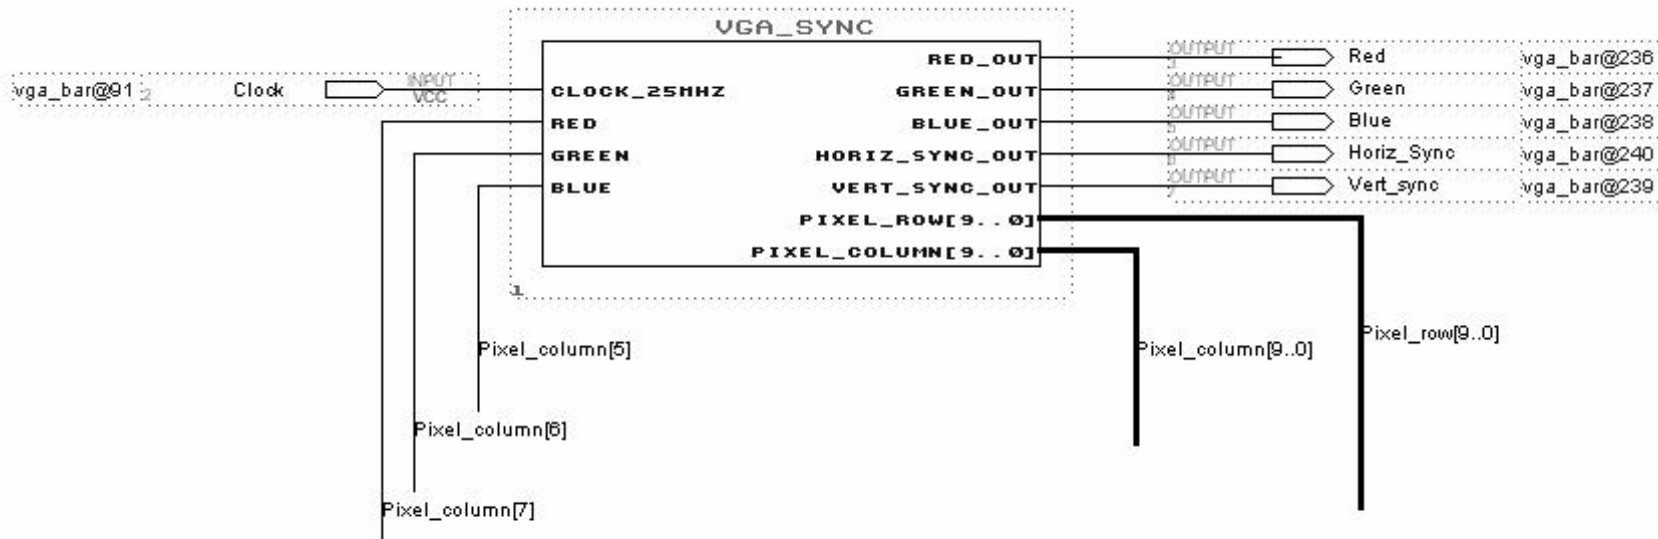 VGA_SYNC
vga_bar@91 2 Clock INPUT VCC
CLOCK_25MHZ
RED
GREEN
BLUE
RED_OUT
GREEN_OUT
BLUE_OUT
HORIZ_SYNC_OUT
VERT_SYNC_OUT
PIXEL_ROW[9..0]
PIXEL_COLUMN[9..0]
1
OUTPUT Red vga_bar@236
OUTPUT Green vga_bar@237
OUTPUT Blue vga_bar@238
OUTPUT Horiz_Sync vga_bar@240
OUTPUT Vert_sync vga_bar@239
Pixel_row[9..0]
Pixel_column[5]
Pixel_column[9..0]
Pixel_column[6]
Pixel_column[7]